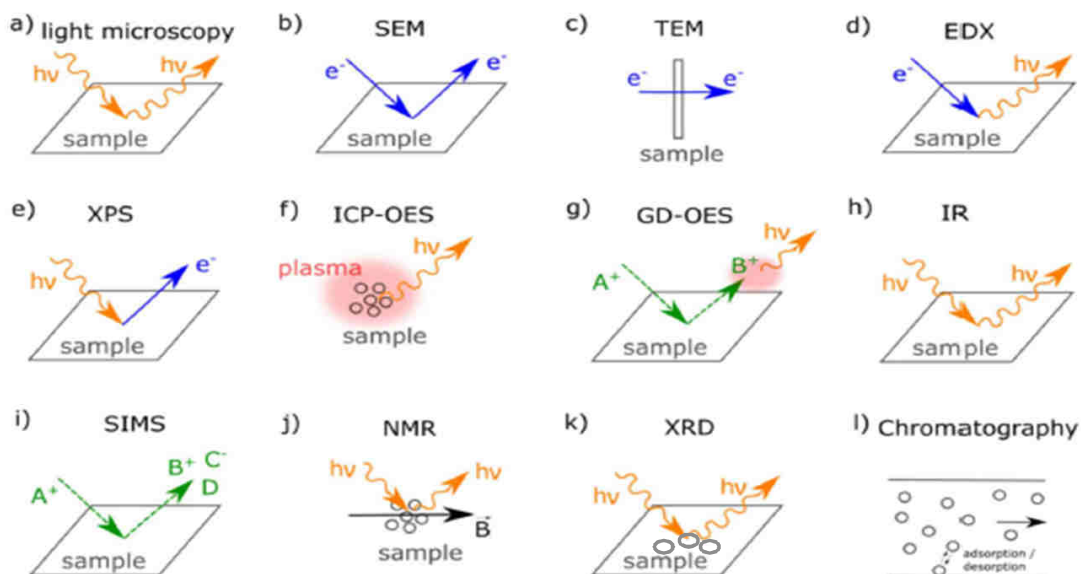 a) light microscopy
hν
hν
sample
b) SEM
e⁻
e⁻
sample
c) TEM
e⁻
e⁻
sample
d) EDX
e⁻
hν
sample
e) XPS
hν
e⁻
sample
f) ICP-OES
hν
plasma
sample
g) GD-OES
hν
A⁺
B⁺
sample
h) IR
hν
hν
sample
i) SIMS
A⁺
B⁺ C⁻
D
sample
j) NMR
hν
hν
B⃗
sample
k) XRD
hν
hν
sample
l) Chromatography
adsorption /
desorption